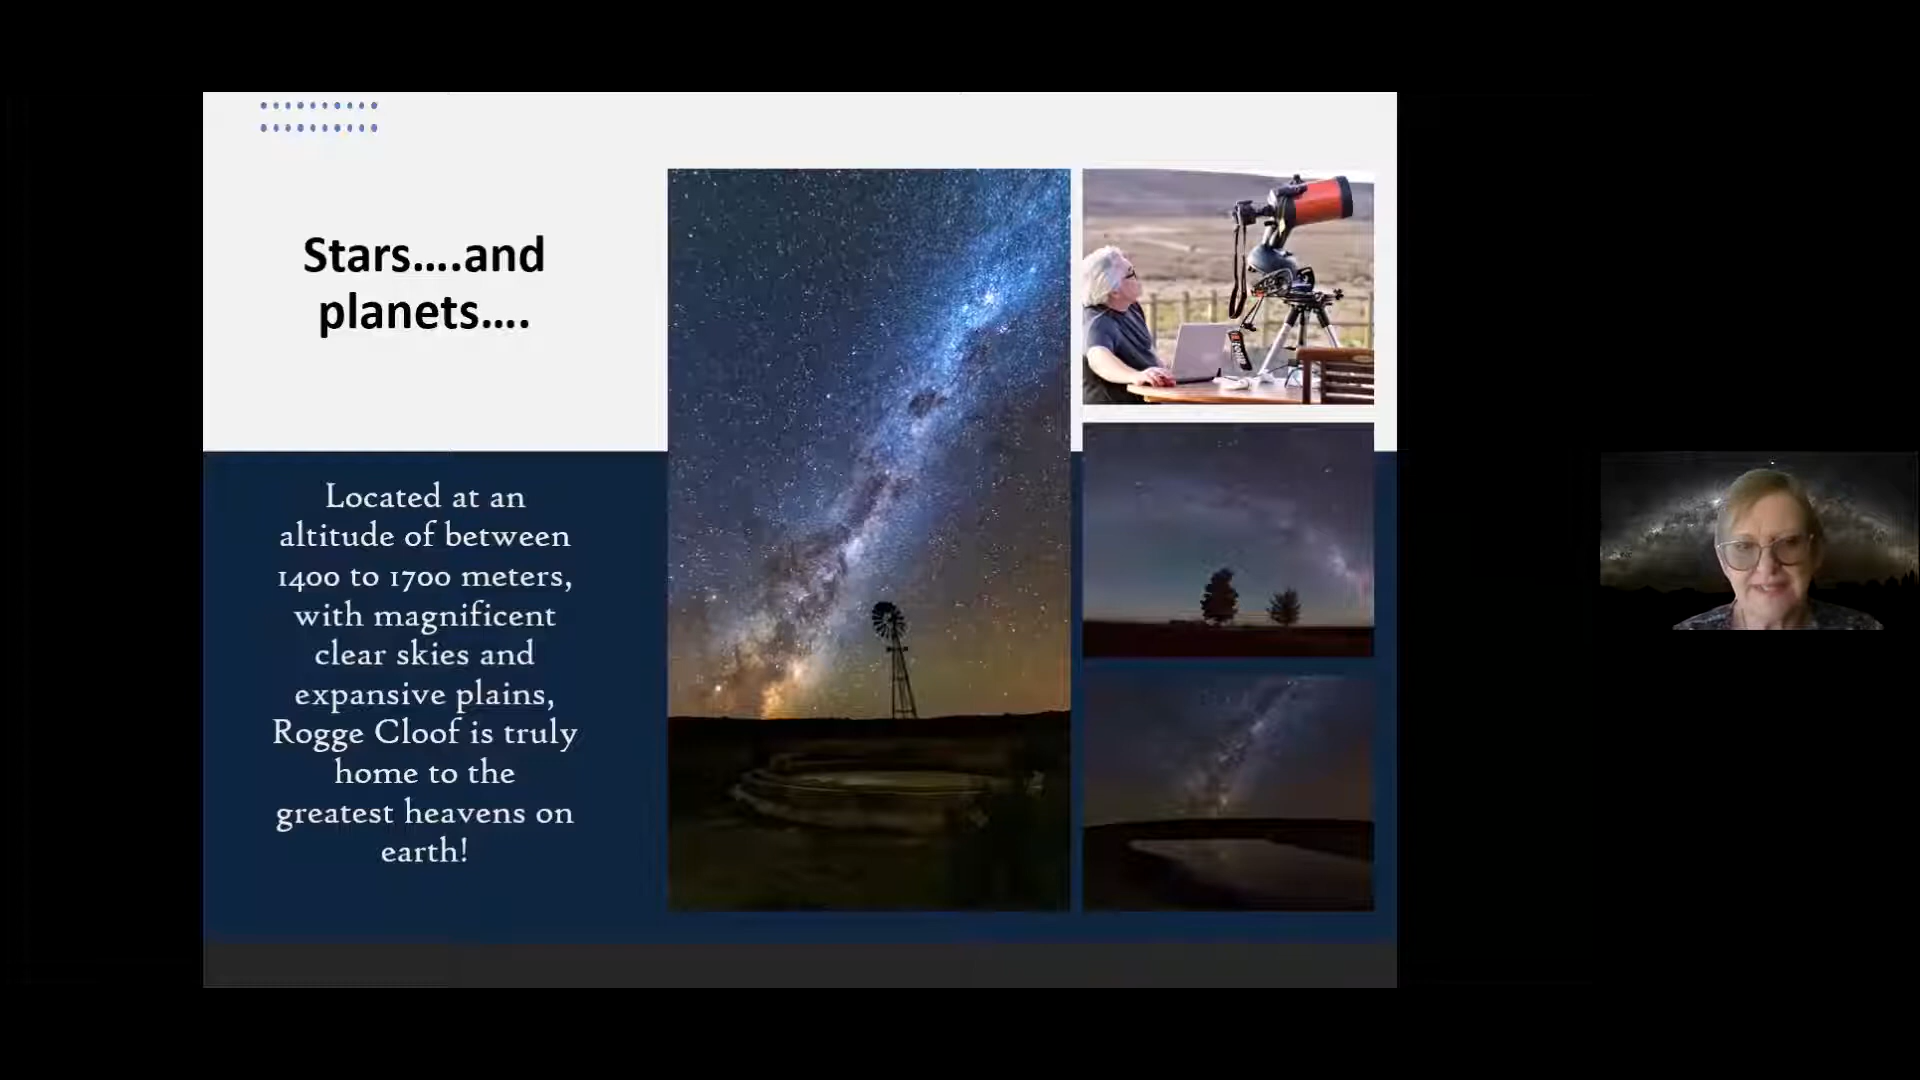 Stars….and
planets….
Located at an
altitude of between
1400 to 1700 meters,
with magnificent
clear skies and
expansive plains,
Rogge Cloof is truly
home to the
greatest heavens on
earth!